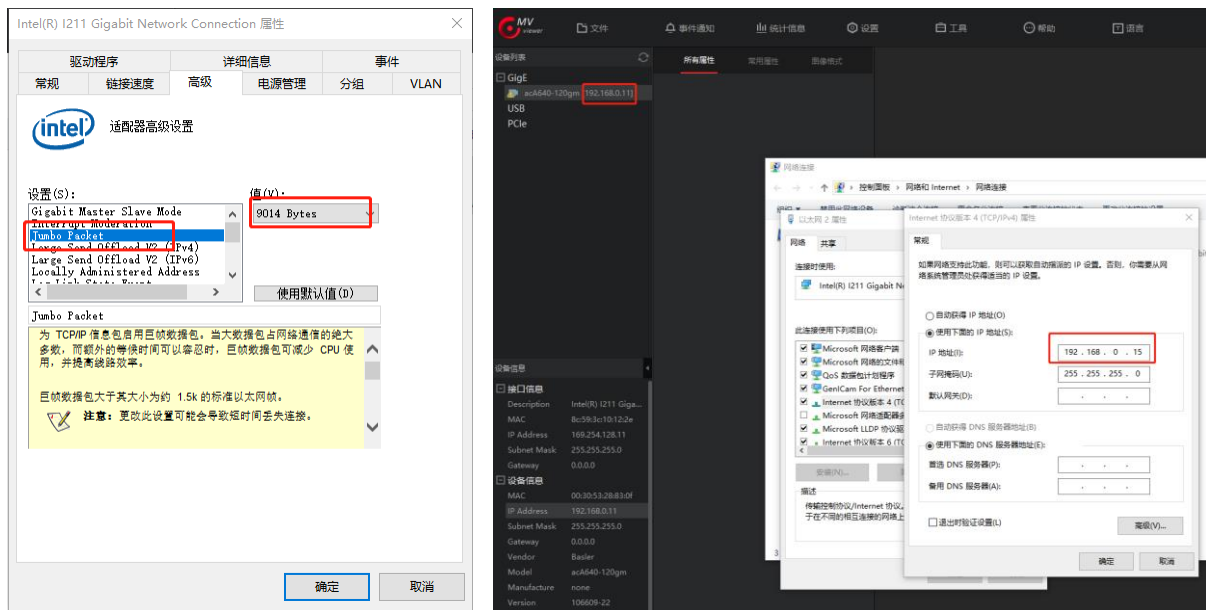 Intel(R) I211 Gigabit Network Connection 属性
驱动程序
详细信息
事件
常规
链接速度
高级
电源管理
分组
VLAN
intel
适配器高级设置
设置(S):
值(V):
Gigabit Master Slave Mode
Interrupt Moderation
Jumbo Packet
Large Send Offload V2 (IPv4)
Large Send Offload V2 (IPv6)
Locally Administered Address
Log Link State Event
9014 Bytes
使用默认值(D)
Jumbo Packet
为 TCP/IP 信息包启用巨帧数据包。当大数据包占网络通信的绝大
多数，而额外的等候时间可以容忍时，巨帧数据包可减少 CPU 使
用，并提高线路效率。
巨帧数据包大于其大小为约 1.5k 的标准以太网帧。
注意：更改此设置可能会导致短时间丢失连接。
确定
取消
MV
viewer
文件
事件通知
统计信息
设置
工具
帮助
语言
设备列表
所有属性
常用属性
图像格式
GigE
acA640-120gm [192.168.0.11]
USB
PCIe
设备信息
接口信息
Description Intel(R) I211 Giga...
MAC 8c:59:3c:10:12:2e
IP Address 169.254.128.11
Subnet Mask 255.255.255.0
Gateway 0.0.0.0
设备信息
MAC 00:30:53:28:83:0f
IP Address 192.168.0.11
Subnet Mask 255.255.255.0
Gateway 0.0.0.0
Vendor Basler
Model acA640-120gm
Manufacture none
Version 106609-22
网络连接
控制面板 › 网络和 Internet › 网络连接
以太网 2 属性
网络
共享
连接时使用:
Intel(R) I211 Gigabit Ne
此连接使用下列项目(O):
Microsoft 网络客户端
Microsoft 网络的文件和
QoS 数据包计划程序
GenICam For Ethernet
Internet 协议版本 4 (TC
Microsoft 网络适配器多
Microsoft LLDP 协议驱
Internet 协议版本 6 (TC
安装(N)...
描述
传输控制协议/Internet 协议。
于在不同的相互连接的网络上
Internet 协议版本 4 (TCP/IPv4) 属性
常规
如果网络支持此功能，则可以获取自动指派的 IP 设置。否则，你需要从网
络系统管理员处获得适当的 IP 设置。
自动获得 IP 地址(O)
使用下面的 IP 地址(S):
IP 地址(I): 192 . 168 . 0 . 15
子网掩码(U): 255 . 255 . 255 . 0
默认网关(D):
自动获得 DNS 服务器地址(B)
使用下面的 DNS 服务器地址(E):
首选 DNS 服务器(P):
备用 DNS 服务器(A):
退出时验证设置(L)
高级(V)...
确定
取消